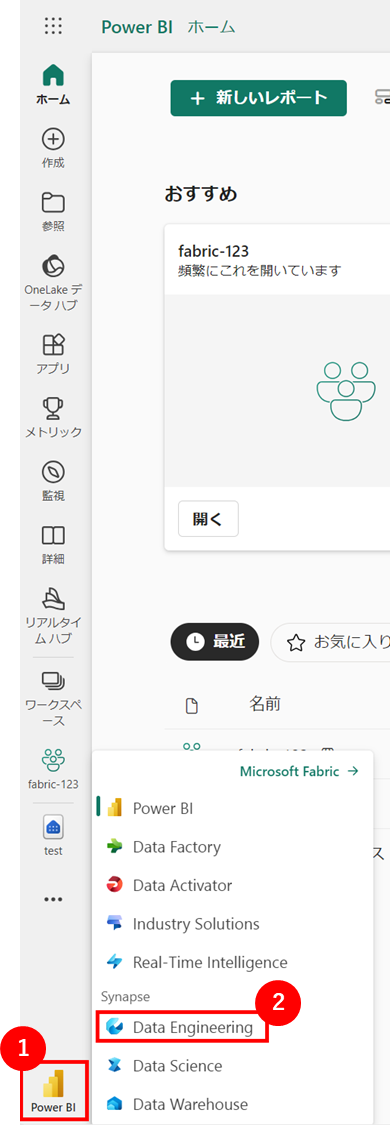 Power BI ホーム
ホーム
作成
参照
OneLake デ
ータ ハブ
アプリ
メトリック
監視
詳細
リアルタイ
ム ハブ
ワークスペ
ース
fabric-123
test
新しいレポート
おすすめ
fabric-123
頻繁にこれを開いています
開く
最近
お気に入り
名前
ス
Microsoft Fabric
Power BI
Data Factory
Data Activator
Industry Solutions
Real-Time Intelligence
Synapse
2
Data Engineering
Data Science
Data Warehouse
1
Power BI